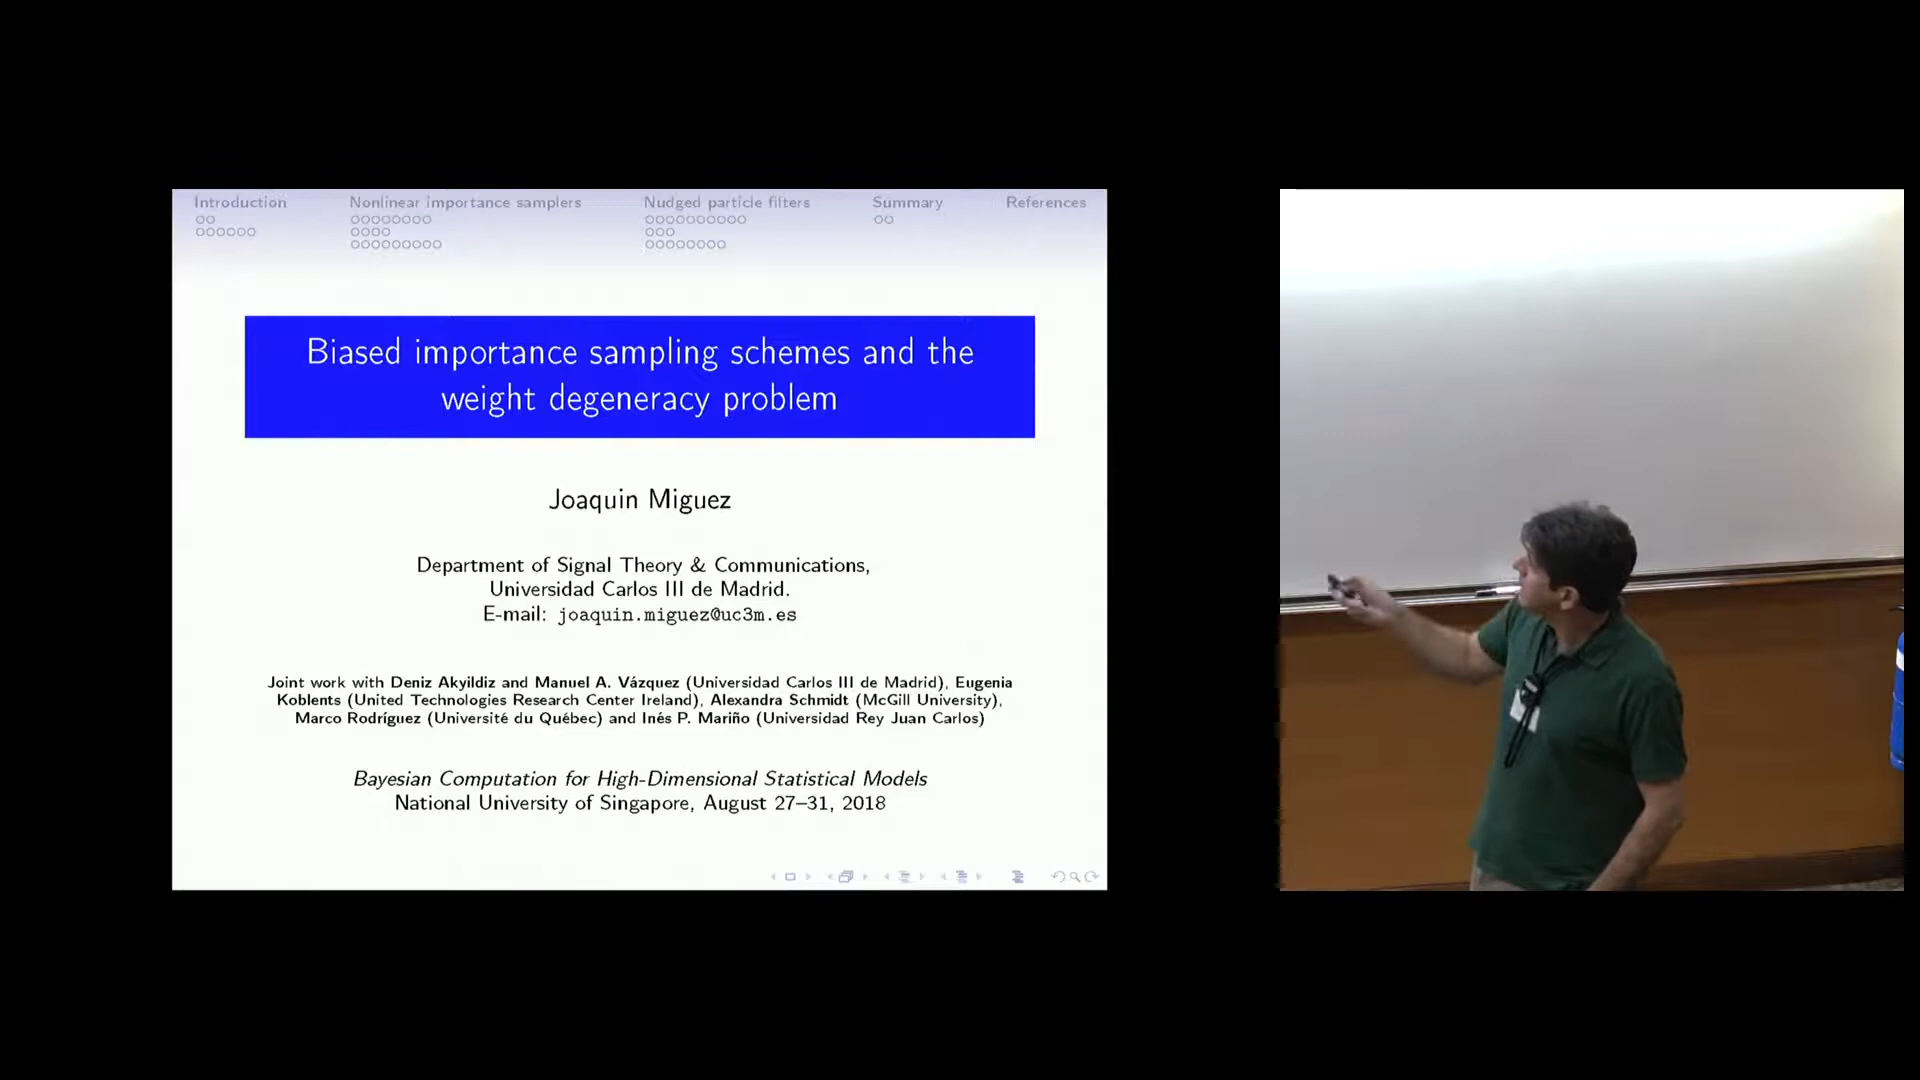 Introduction Nonlinear importance samplers Nudged particle filters Summary References
Biased importance sampling schemes and the
weight degeneracy problem
Joaquin Miguez
Department of Signal Theory & Communications,
Universidad Carlos III de Madrid.
E-mail: joaquin.miguez@uc3m.es
Joint work with Deniz Akyildiz and Manuel A. Vázquez (Universidad Carlos III de Madrid), Eugenia
Koblents (United Technologies Research Center Ireland), Alexandra Schmidt (McGill University),
Marco Rodríguez (Université du Québec) and Inés P. Mariño (Universidad Rey Juan Carlos)
Bayesian Computation for High-Dimensional Statistical Models
National University of Singapore, August 27–31, 2018